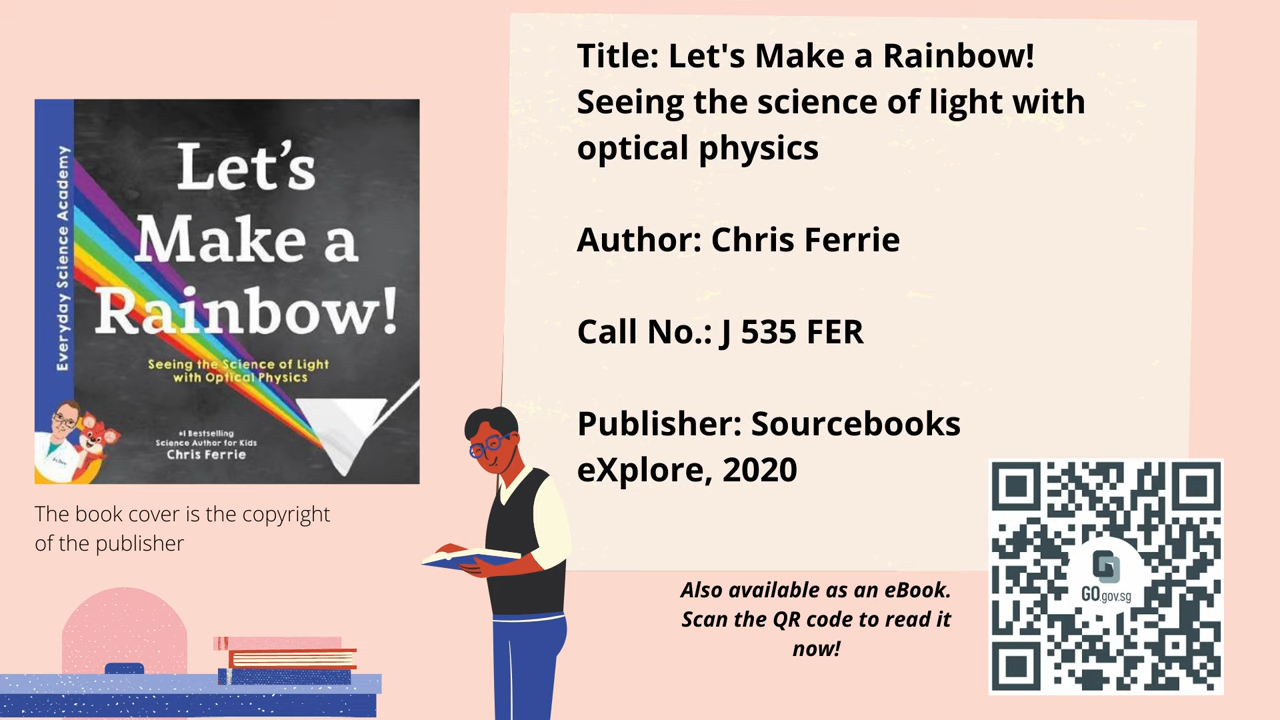 Everyday Science Academy
Let's
Make a
Rainbow!
Seeing the Science of Light
with Optical Physics
#1 Bestselling
Science Author for Kids
Chris Ferrie
The book cover is the copyright
of the publisher
Title: Let's Make a Rainbow!
Seeing the science of light with
optical physics
Author: Chris Ferrie
Call No.: J 535 FER
Publisher: Sourcebooks
eXplore, 2020
Also available as an eBook.
Scan the QR code to read it
now!
GO.gov.sg